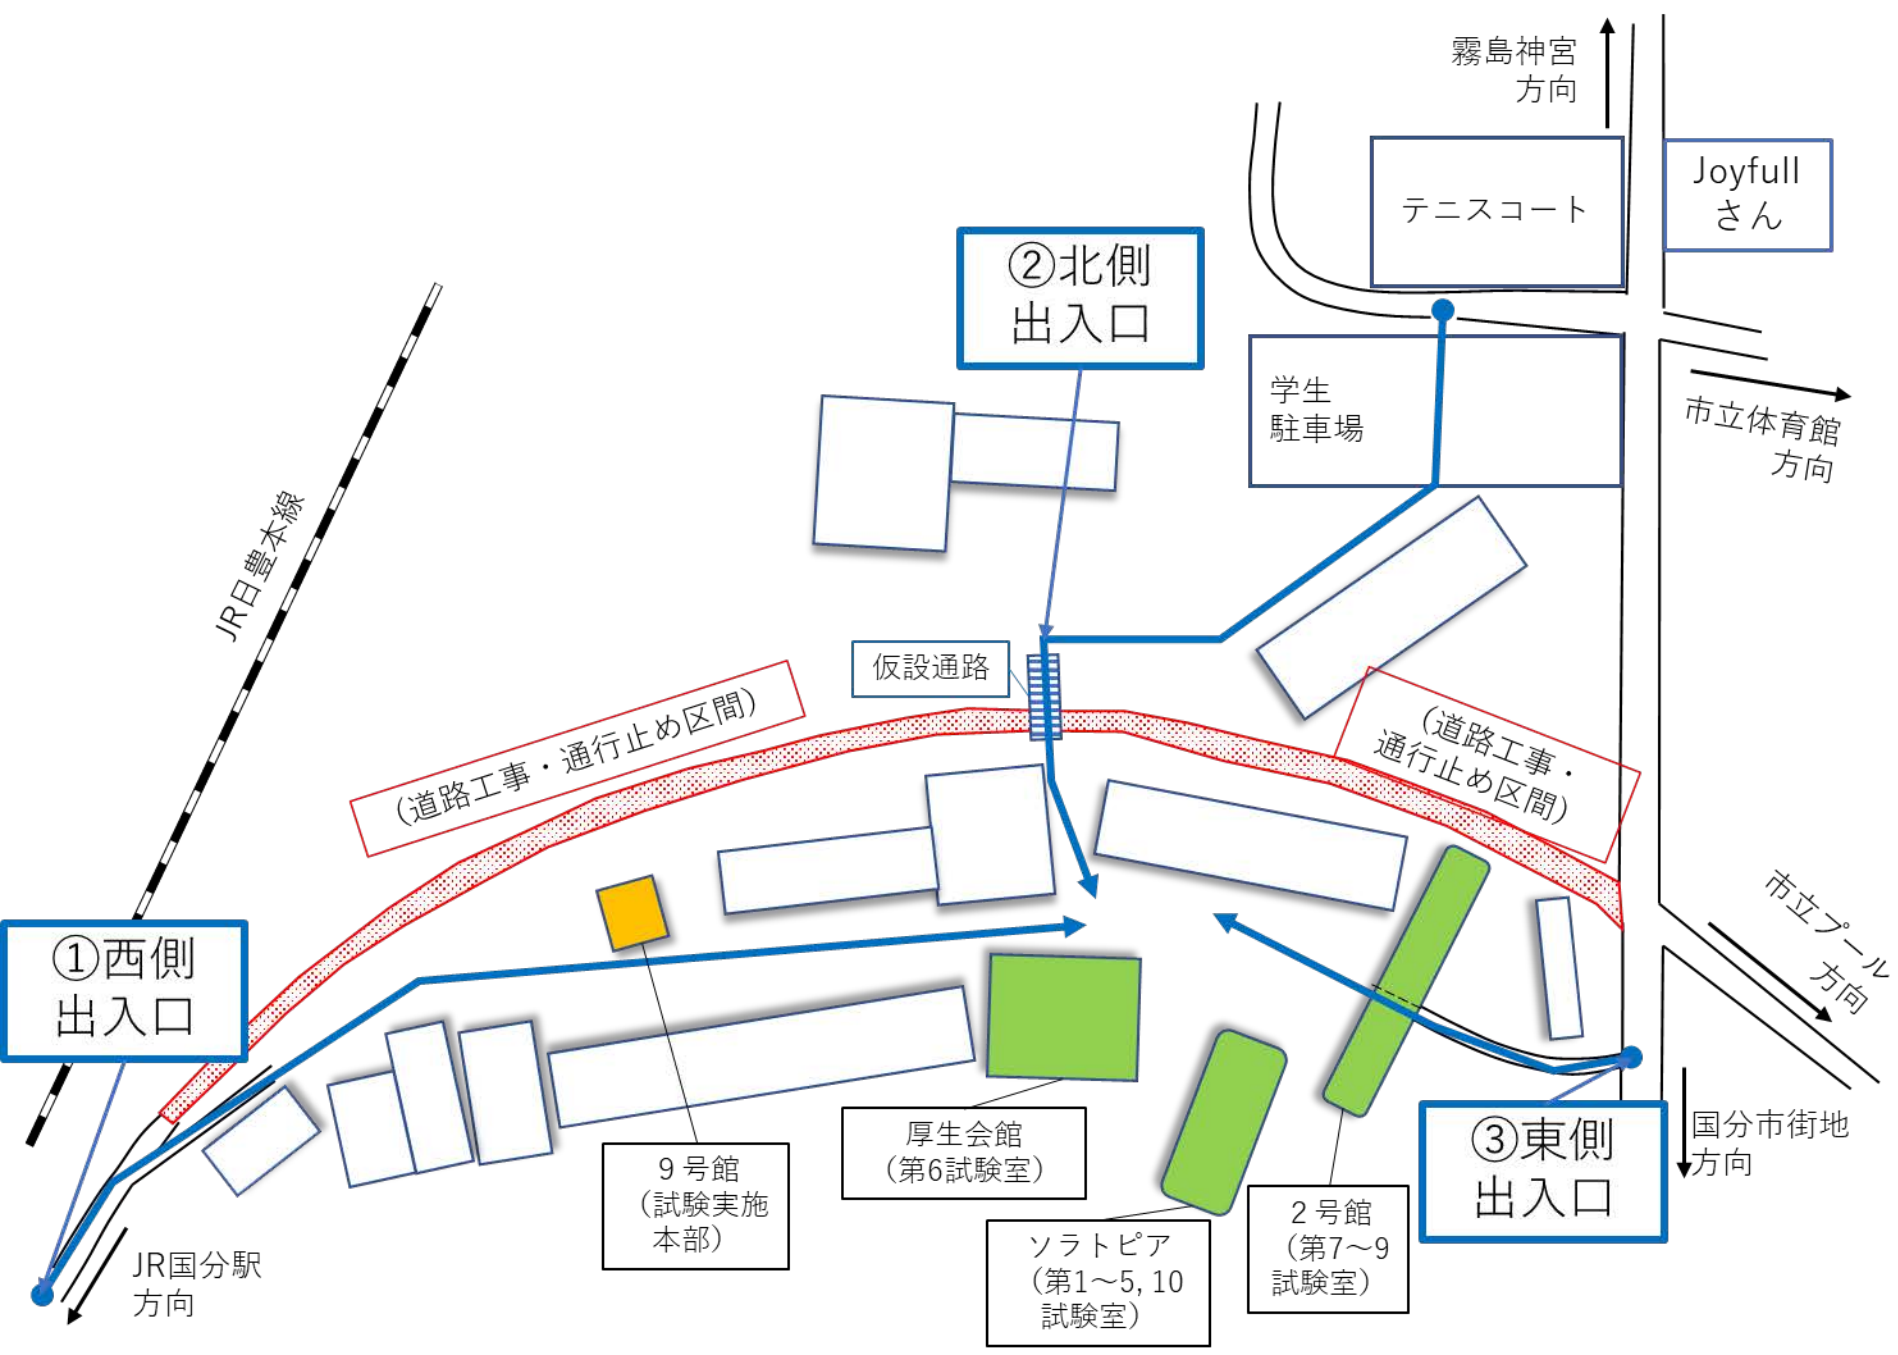 霧島神宮
方向
テニスコート
Joyfull
さん
②北側
出入口
学生
駐車場
市立体育館
方向
JR日豊本線
仮設通路
（道路工事・通行止め区間）
（道路工事・
通行止め区間）
①西側
出入口
市立プール
方向
9号館
（試験実施
本部）
厚生会館
（第6試験室）
ソラトピア
（第1～5, 10
試験室）
2号館
（第7～9
試験室）
③東側
出入口
国分市街地
方向
JR国分駅
方向